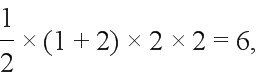 1/2 × (1 + 2) × 2 × 2 = 6,